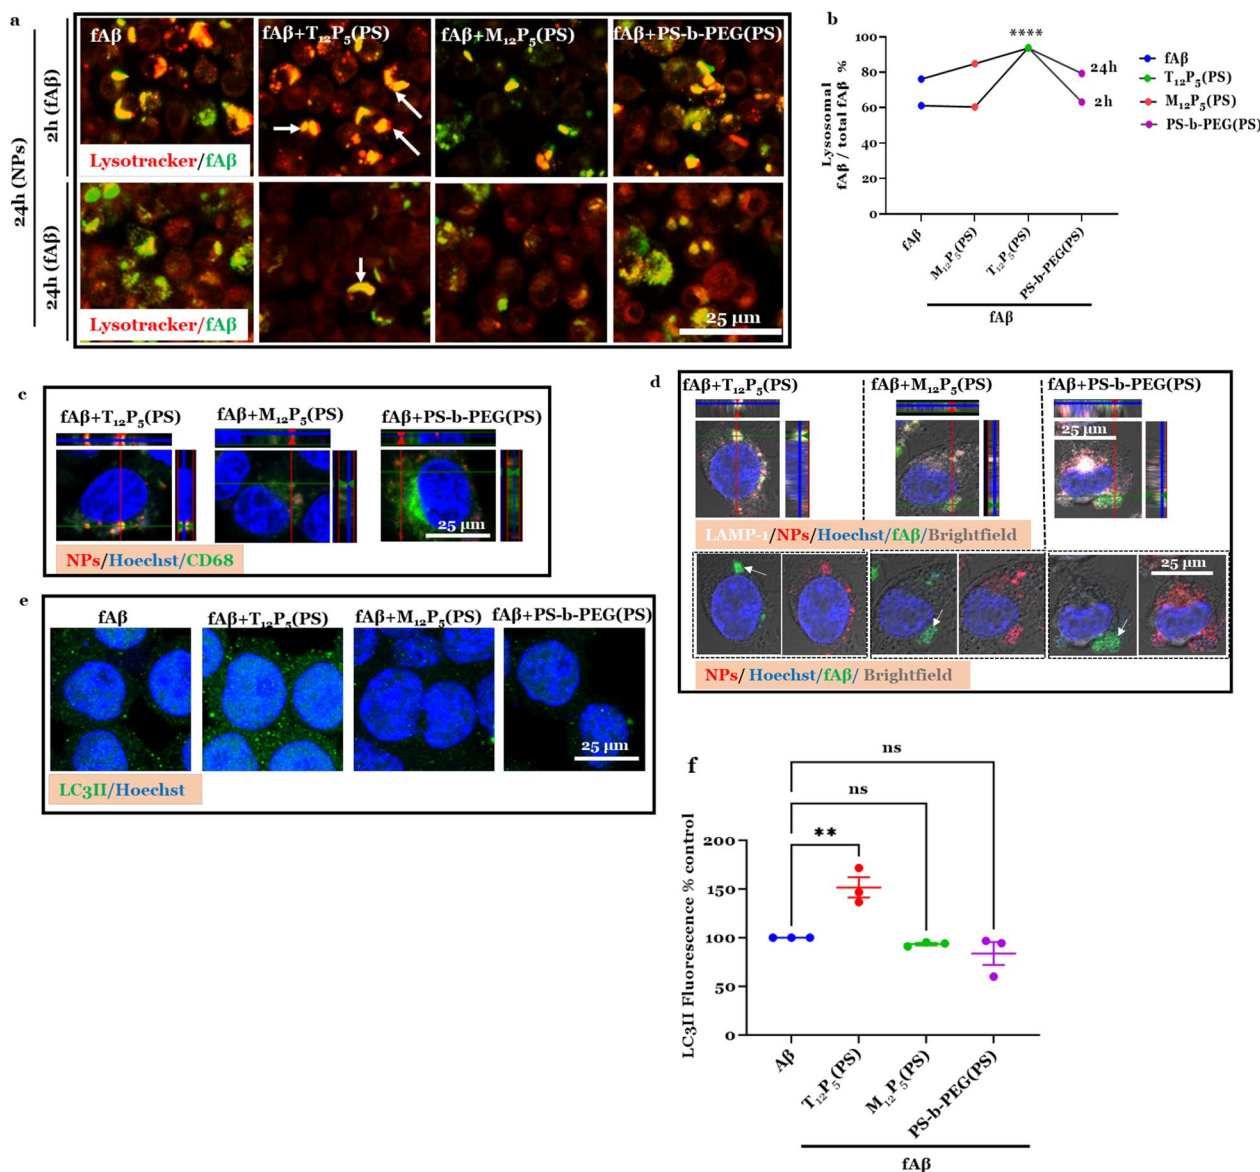 a
24h (NPs)
2h (fAβ)
24h (fAβ)
fAβ
fAβ+T₁₂P₅(PS)
fAβ+M₁₂P₅(PS)
fAβ+PS-b-PEG(PS)
Lysotracker/fAβ
Lysotracker/fAβ
25 μm
b
Lysosomal
fAβ / total fAβ %
100
80
60
40
20
0
****
24h
2h
fAβ
T₁₂P₅(PS)
M₁₂P₅(PS)
PS-b-PEG(PS)
fAβ
M₁₂P₅(PS)
T₁₂P₅(PS)
PS-b-PEG(PS)
fAβ
c
fAβ+T₁₂P₅(PS)
fAβ+M₁₂P₅(PS)
fAβ+PS-b-PEG(PS)
25 μm
NPs/Hoechst/CD68
d
fAβ+T₁₂P₅(PS)
fAβ+M₁₂P₅(PS)
fAβ+PS-b-PEG(PS)
25 μm
LAMP-1/NPs/Hoechst/fAβ/Brightfield
25 μm
NPs/ Hoechst/fAβ/ Brightfield
e
fAβ
fAβ+T₁₂P₅(PS)
fAβ+M₁₂P₅(PS)
fAβ+PS-b-PEG(PS)
25 μm
LC3II/Hoechst
f
LC3II Fluorescence % control
200
150
100
50
0
ns
ns
**
Aβ
T₁₂P₅(PS)
M₁₂P₅(PS)
PS-b-PEG(PS)
fAβ